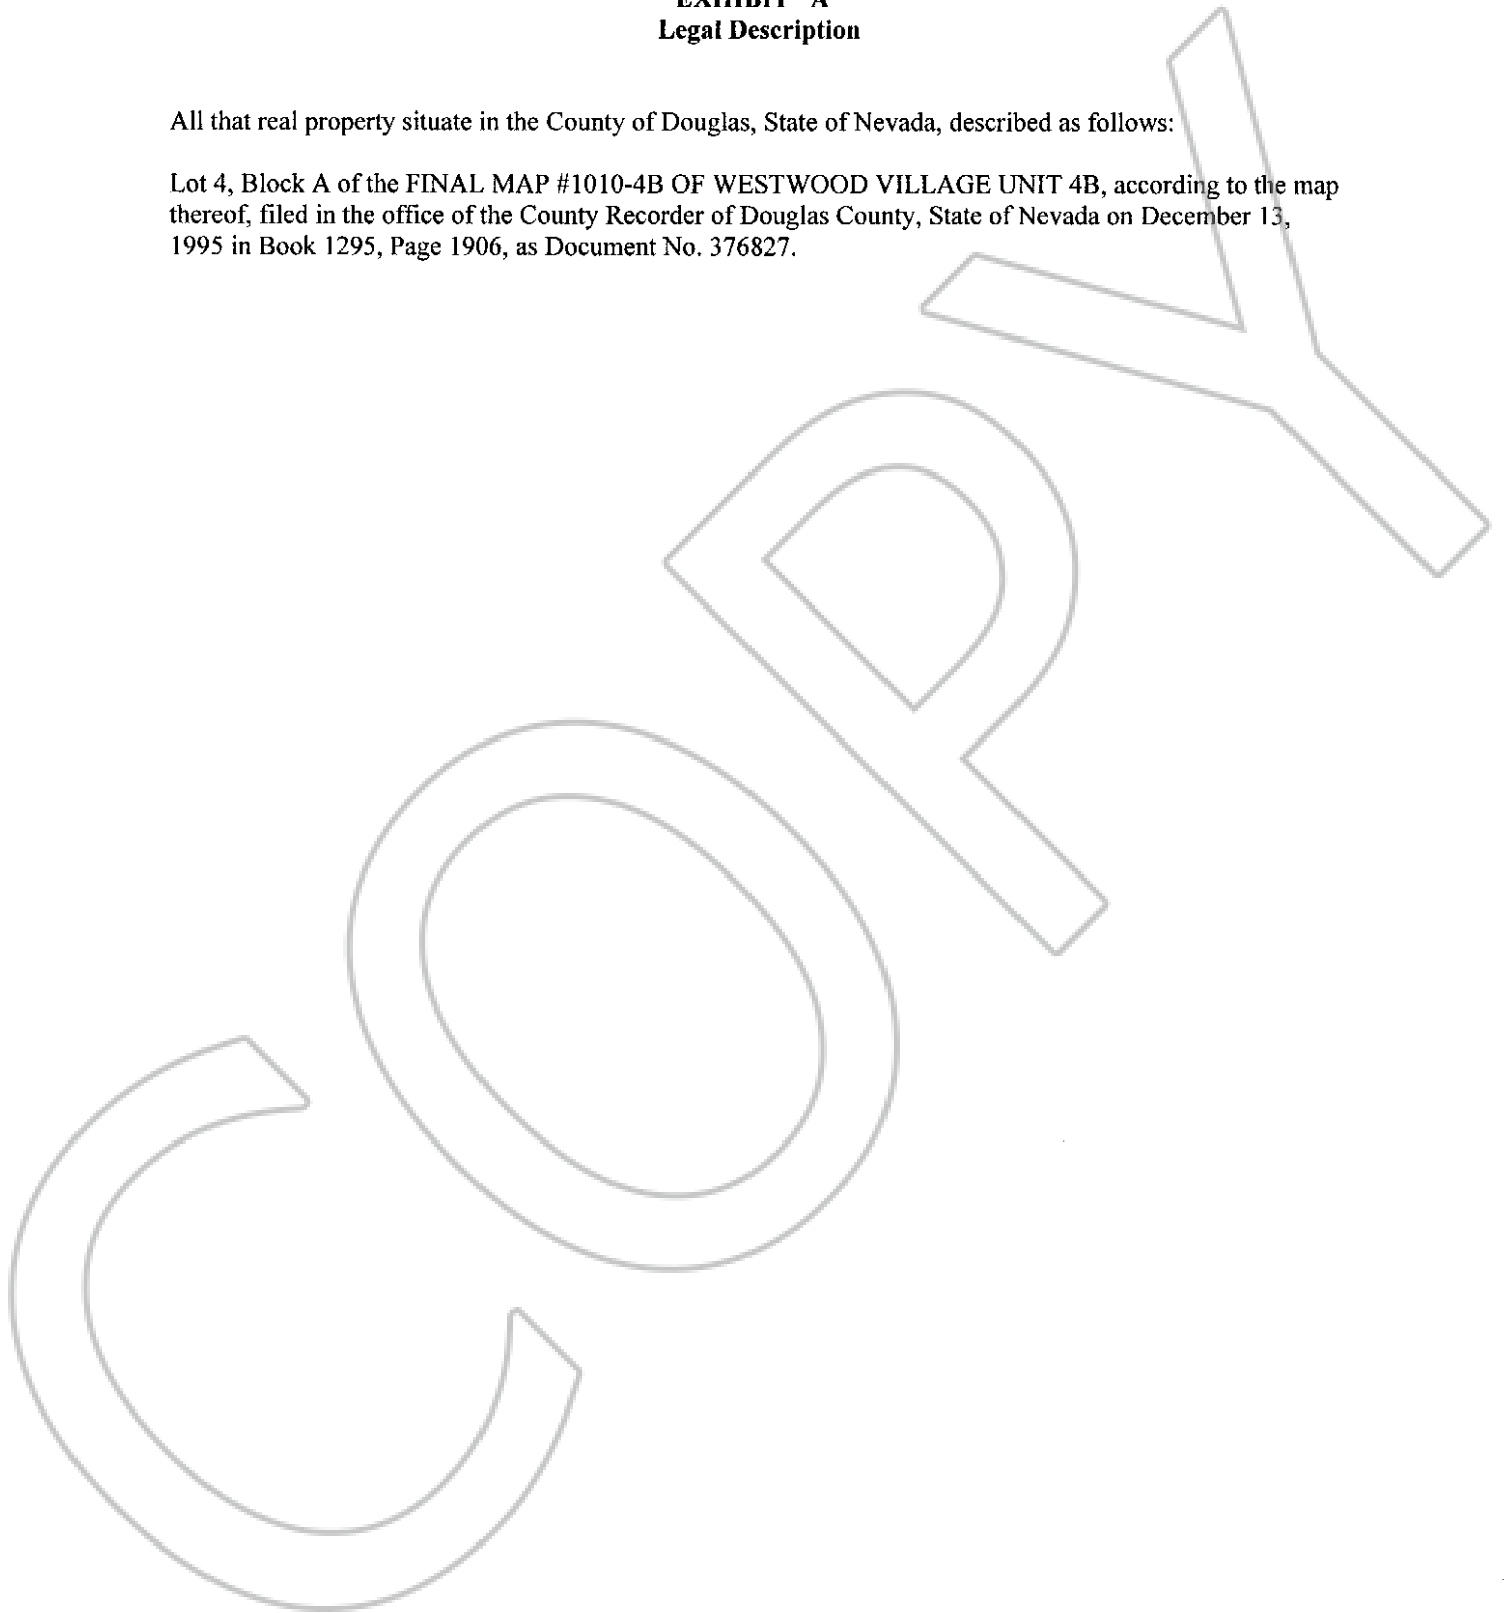 EXHIBIT "A"
Legal Description
All that real property situate in the County of Douglas, State of Nevada, described as follows:
Lot 4, Block A of the FINAL MAP #1010-4B OF WESTWOOD VILLAGE UNIT 4B, according to the map
thereof, filed in the office of the County Recorder of Douglas County, State of Nevada on December 13,
1995 in Book 1295, Page 1906, as Document No. 376827.
COPY